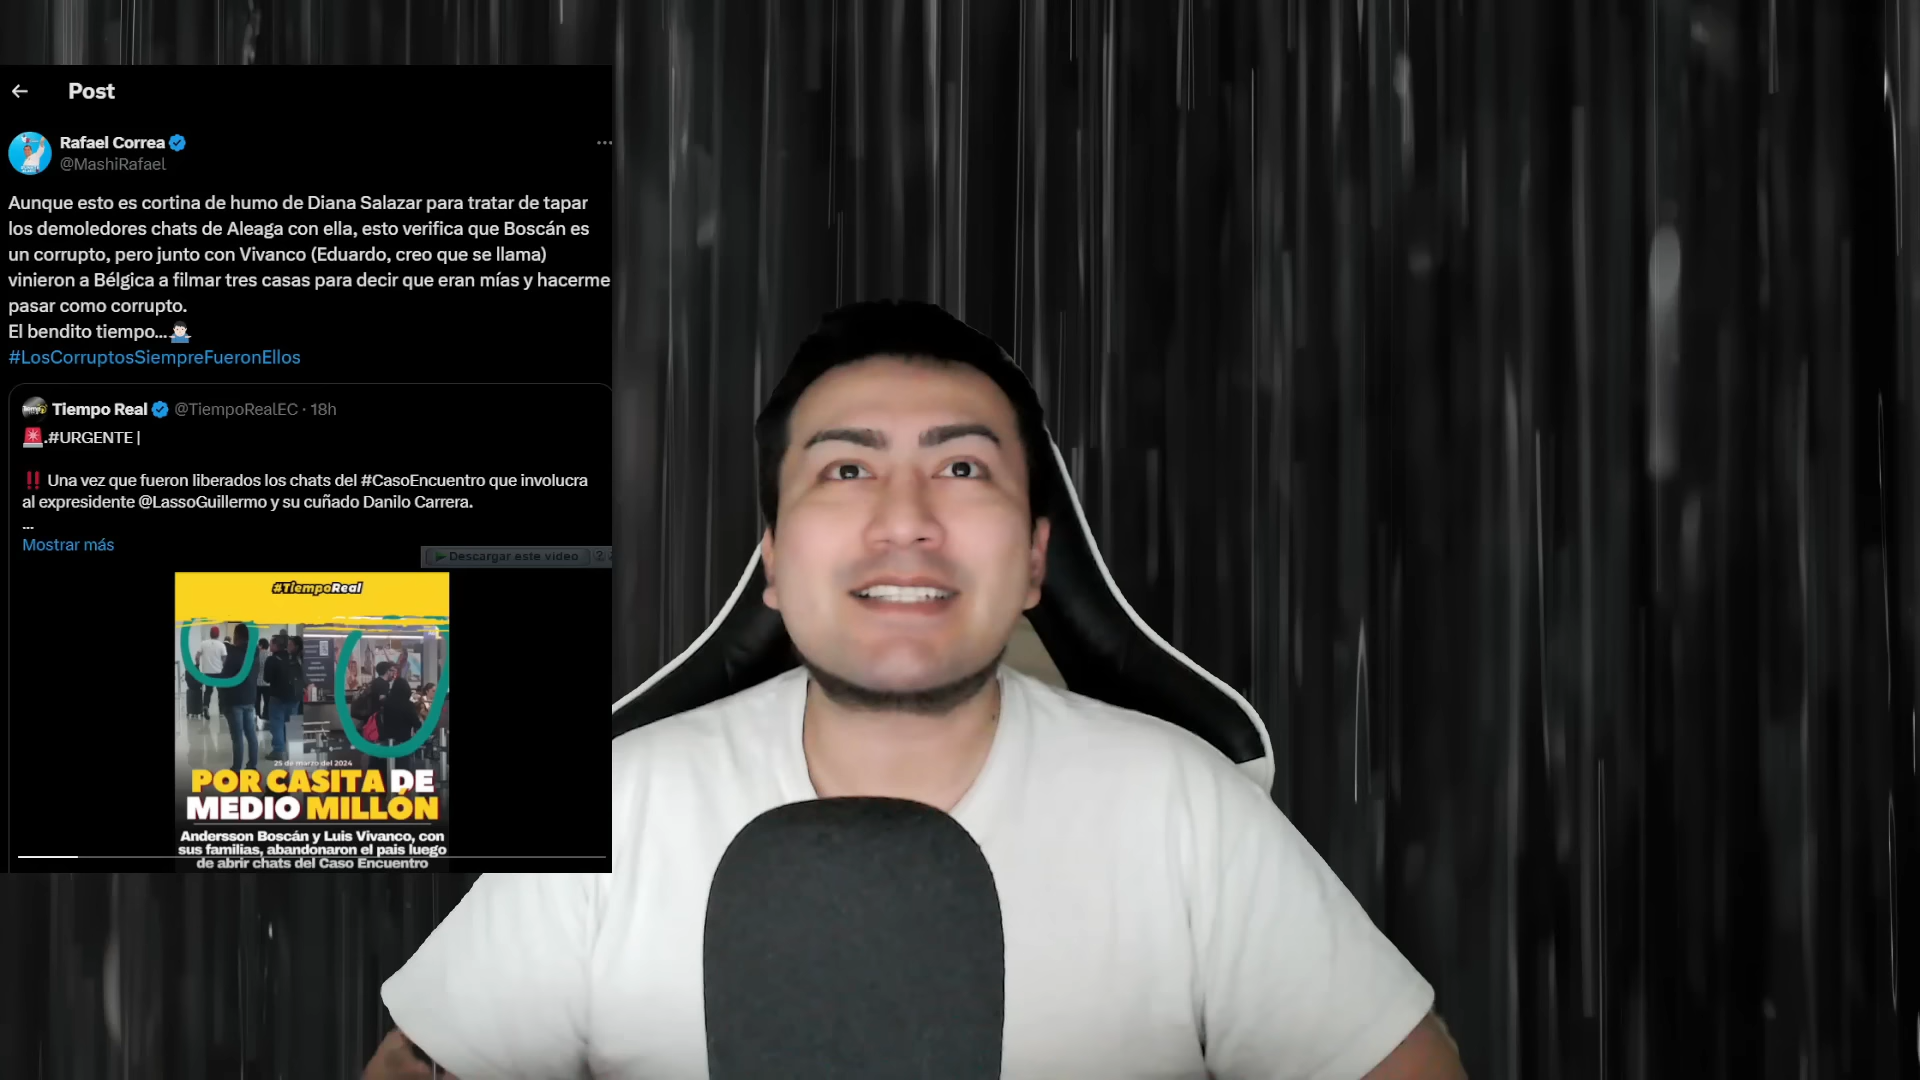 Post
Rafael Correa
@MashiRafael
Aunque esto es cortina de humo de Diana Salazar para tratar de tapar
los demoledores chats de Aleaga con ella, esto verifica que Boscán es
un corrupto, pero junto con Vivanco (Eduardo, creo que se llama)
vinieron a Bélgica a filmar tres casas para decir que eran mías y hacerme
pasar como corrupto.
El bendito tiempo...
#LosCorruptosSiempreFueronEllos
Tiempo Real @TiempoRealEC · 18h
.#URGENTE |
‼ Una vez que fueron liberados los chats del #CasoEncuentro que involucra
al expresidente @LassoGuillermo y su cuñado Danilo Carrera.
...
Mostrar más
Descargar este video ?
#TiempoReal
25 de marzo del 2024
POR CASITA DE
MEDIO MILLÓN
Andersson Boscán y Luis Vivanco, con
sus familias, abandonaron el pais luego
de abrir chats del Caso Encuentro